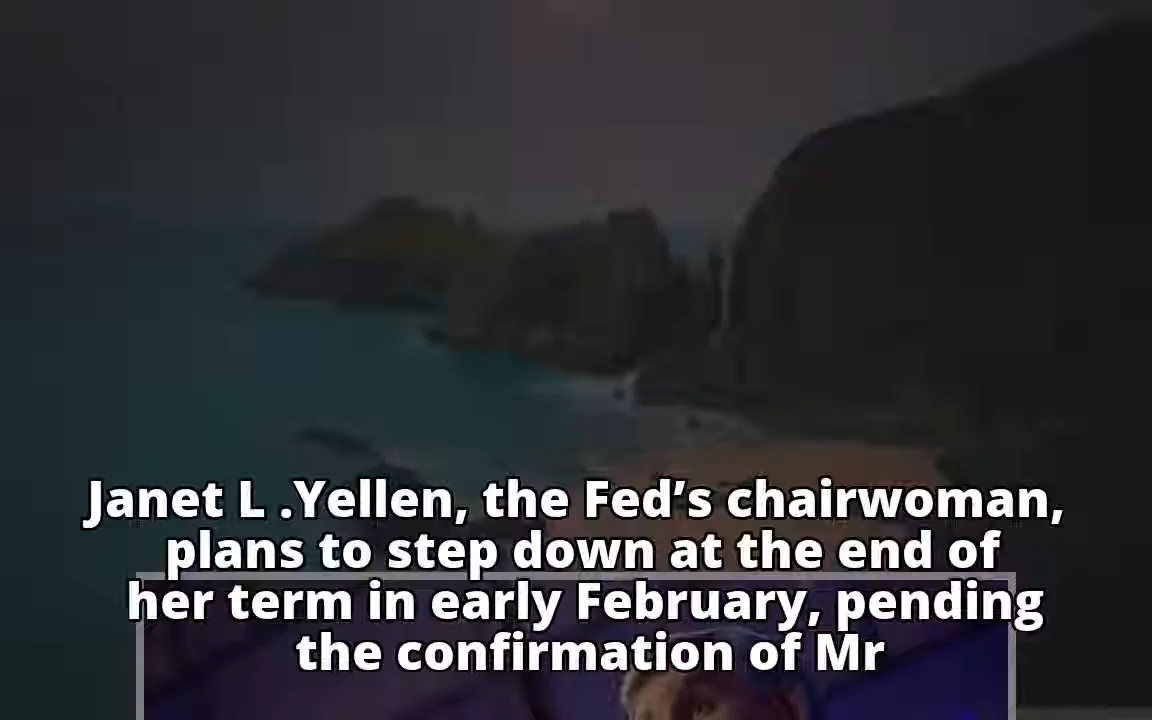 Janet L .Yellen, the Fed’s chairwoman,
plans to step down at the end of
her term in early February, pending
the confirmation of Mr